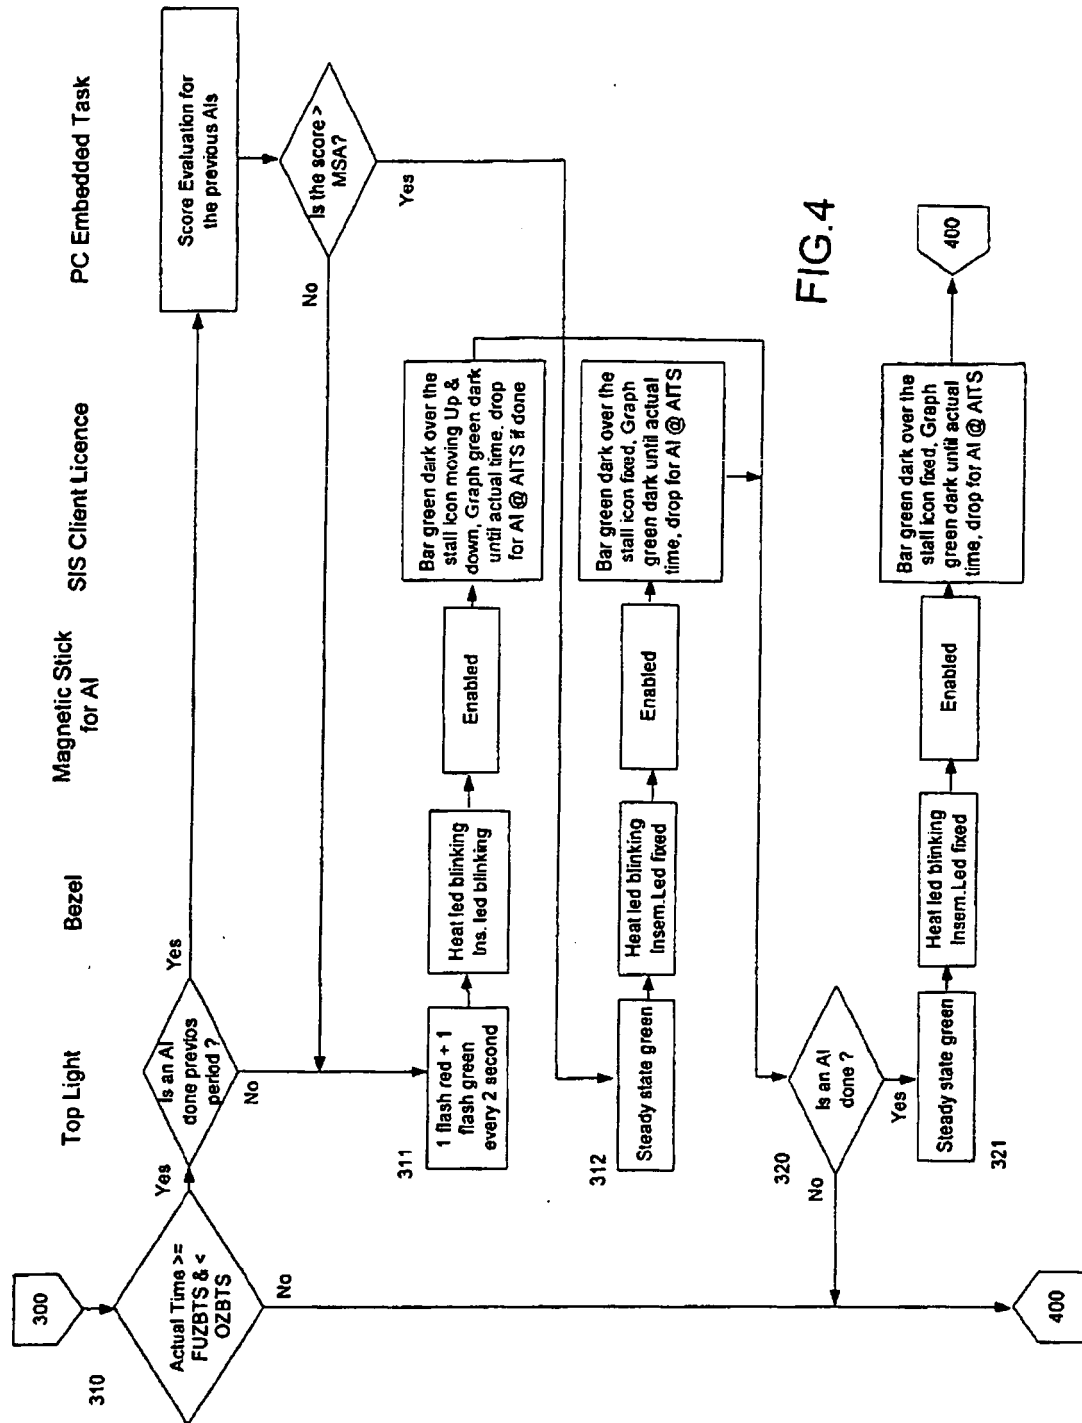 Top Light
Bezel
Magnetic Stick
for AI
SIS Client Licence
PC Embedded Task
300
310
Actual Time >=
FUZBTS & <
OZBTS
Yes
No
Is an AI
done previos
period ?
Yes
No
Score Evaluation for
the previous AIs
Is the score >
MSA?
No
Yes
311
1 flash red + 1
flash green
every 2 second
Heat led blinking
Ins. led blinking
Enabled
Bar green dark over the
stall icon moving Up &
down, Graph green dark
until actual time, drop
for AI @ AITS if done
312
Steady state green
Heat led blinking
Insem.Led fixed
Enabled
Bar green dark over the
stall icon fixed, Graph
green dark until actual
time, drop for AI @ AITS
320
Is an AI
done ?
No
Yes
321
Steady state green
Heat led blinking
Insem.Led fixed
Enabled
Bar green dark over the
stall icon fixed, Graph
green dark until actual
time, drop for AI @ AITS
400
400
FIG.4